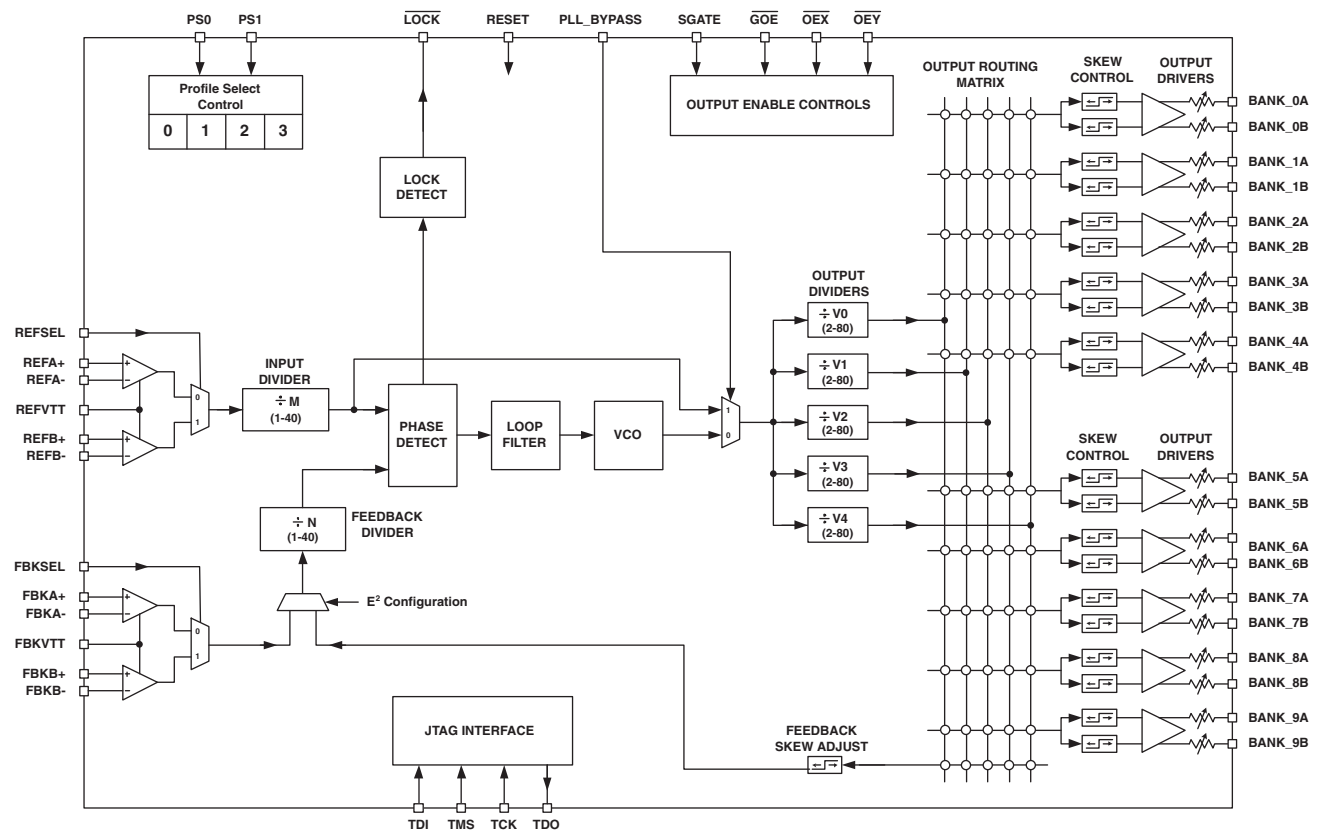 PS0
PS1
LOCK
RESET
PLL_BYPASS
SGATE
GOE
OEX
OEY
Profile Select
Control
0
1
2
3
OUTPUT ENABLE CONTROLS
OUTPUT ROUTING
MATRIX
SKEW
CONTROL
OUTPUT
DRIVERS
BANK_0A
BANK_0B
BANK_1A
BANK_1B
BANK_2A
BANK_2B
BANK_3A
BANK_3B
BANK_4A
BANK_4B
LOCK
DETECT
OUTPUT
DIVIDERS
÷ V0
(2-80)
÷ V1
(2-80)
÷ V2
(2-80)
÷ V3
(2-80)
÷ V4
(2-80)
REFSEL
REFA+
REFA-
REFVTT
REFB+
REFB-
+
−
+
−
0
1
INPUT
DIVIDER
÷ M
(1-40)
PHASE
DETECT
LOOP
FILTER
VCO
1
0
SKEW
CONTROL
OUTPUT
DRIVERS
BANK_5A
BANK_5B
BANK_6A
BANK_6B
BANK_7A
BANK_7B
BANK_8A
BANK_8B
BANK_9A
BANK_9B
÷ N
(1-40)
FEEDBACK
DIVIDER
FBKSEL
FBKA+
FBKA-
FBKVTT
FBKB+
FBKB-
+
−
+
−
0
1
E² Configuration
JTAG INTERFACE
FEEDBACK
SKEW ADJUST
TDI
TMS
TCK
TDO